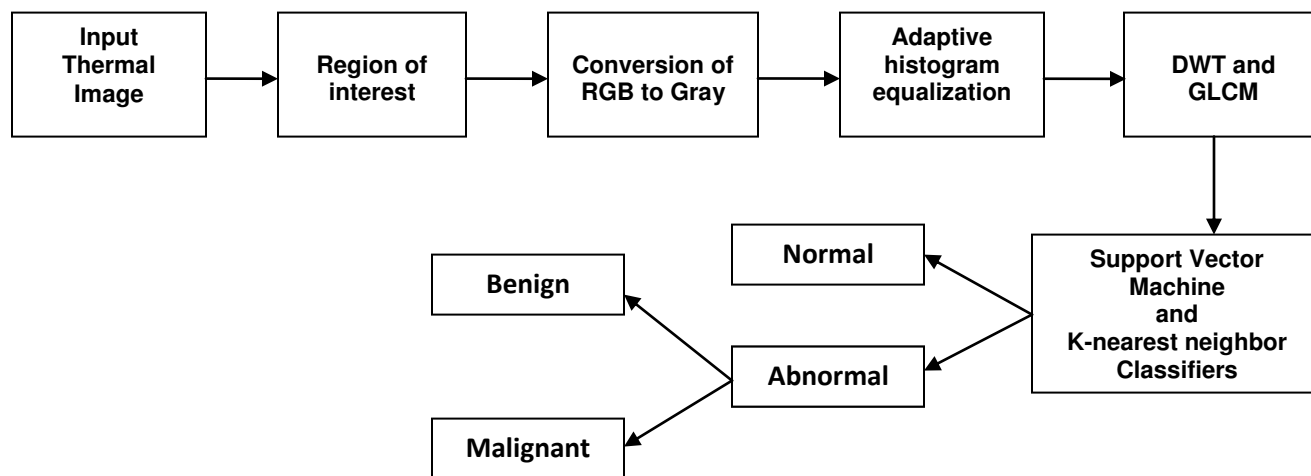 Input
Thermal
Image
Region of
interest
Conversion of
RGB to Gray
Adaptive
histogram
equalization
DWT and
GLCM
Support Vector
Machine
and
K-nearest neighbor
Classifiers
Normal
Abnormal
Benign
Malignant